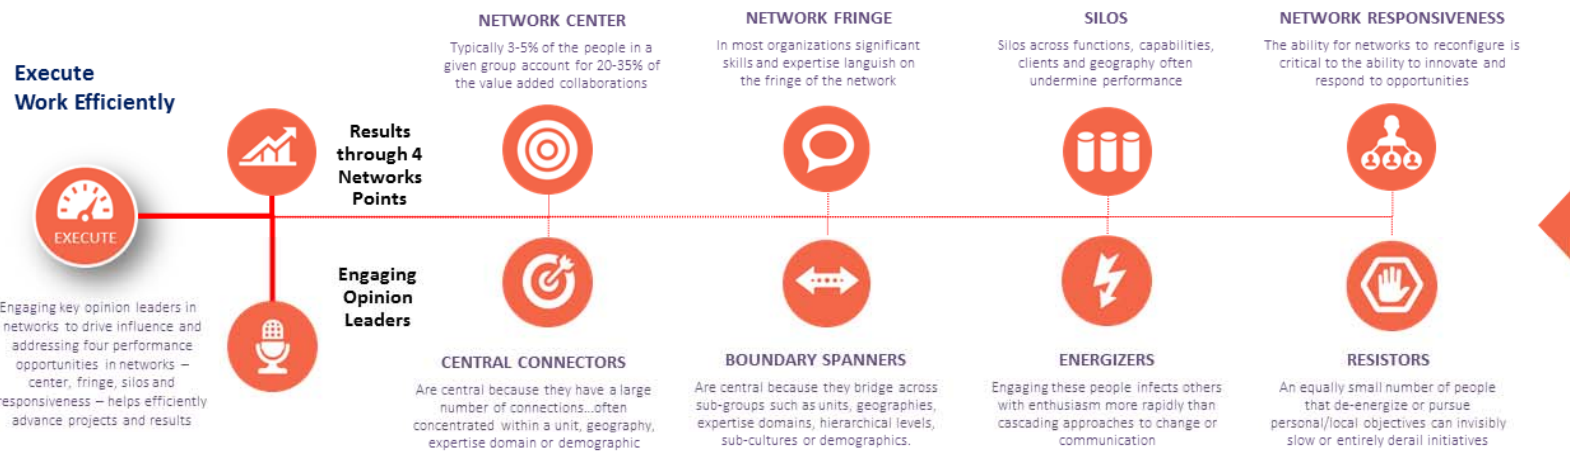 Execute
Work Efficiently
EXECUTE
Engaging key opinion leaders in
networks to drive influence and
addressing four performance
opportunities in networks –
center, fringe, silos and
responsiveness – helps efficiently
advance projects and results
Results
through 4
Networks
Points
NETWORK CENTER
Typically 3-5% of the people in a
given group account for 20-35% of
the value added collaborations
NETWORK FRINGE
In most organizations significant
skills and expertise languish on
the fringe of the network
SILOS
Silos across functions, capabilities,
clients and geography often
undermine performance
NETWORK RESPONSIVENESS
The ability for networks to reconfigure is
critical to the ability to innovate and
respond to opportunities
Engaging
Opinion
Leaders
CENTRAL CONNECTORS
Are central because they have a large
number of connections...often
concentrated within a unit, geography,
expertise domain or demographic
BOUNDARY SPANNERS
Are central because they bridge across
sub-groups such as units, geographies,
expertise domains, hierarchical levels,
sub-cultures or demographics.
ENERGIZERS
Engaging these people infects others
with enthusiasm more rapidly than
cascading approaches to change or
communication
RESISTORS
An equally small number of people
that de-energize or pursue
personal/local objectives can invisibly
slow or entirely derail initiatives